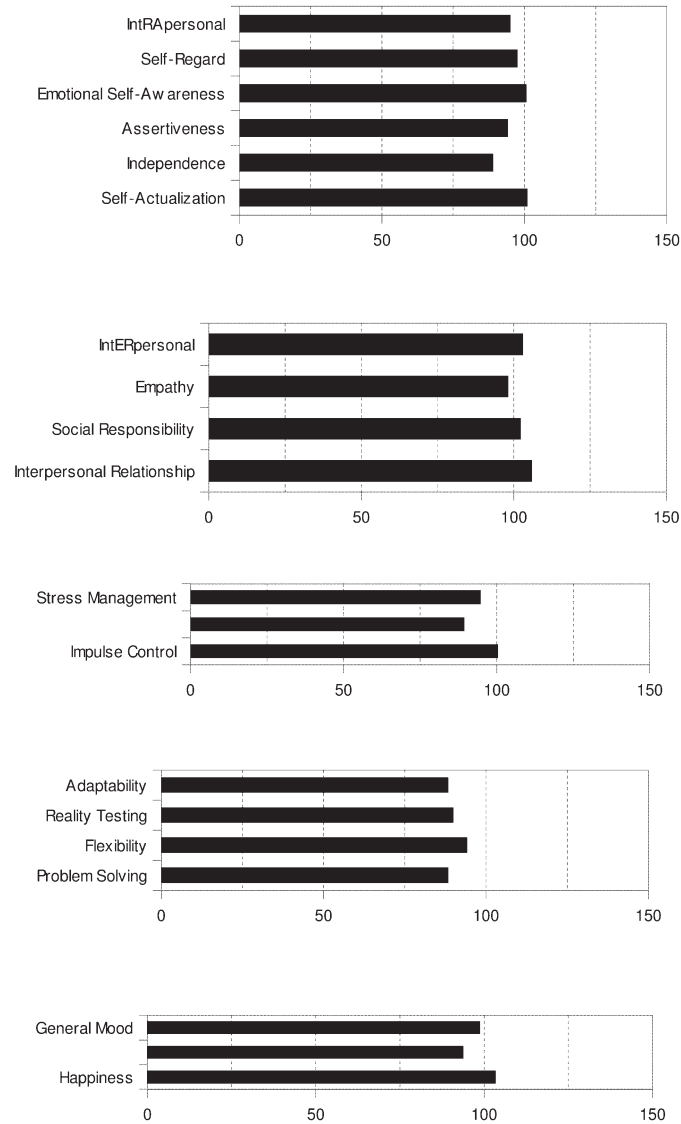 IntRApersonal
Self-Regard
Emotional Self-Awareness
Assertiveness
Independence
Self-Actualization
0 50 100 150
IntERpersonal
Empathy
Social Responsibility
Interpersonal Relationship
0 50 100 150
Stress Management
Impulse Control
0 50 100 150
Adaptability
Reality Testing
Flexibility
Problem Solving
0 50 100 150
General Mood
Happiness
0 50 100 150